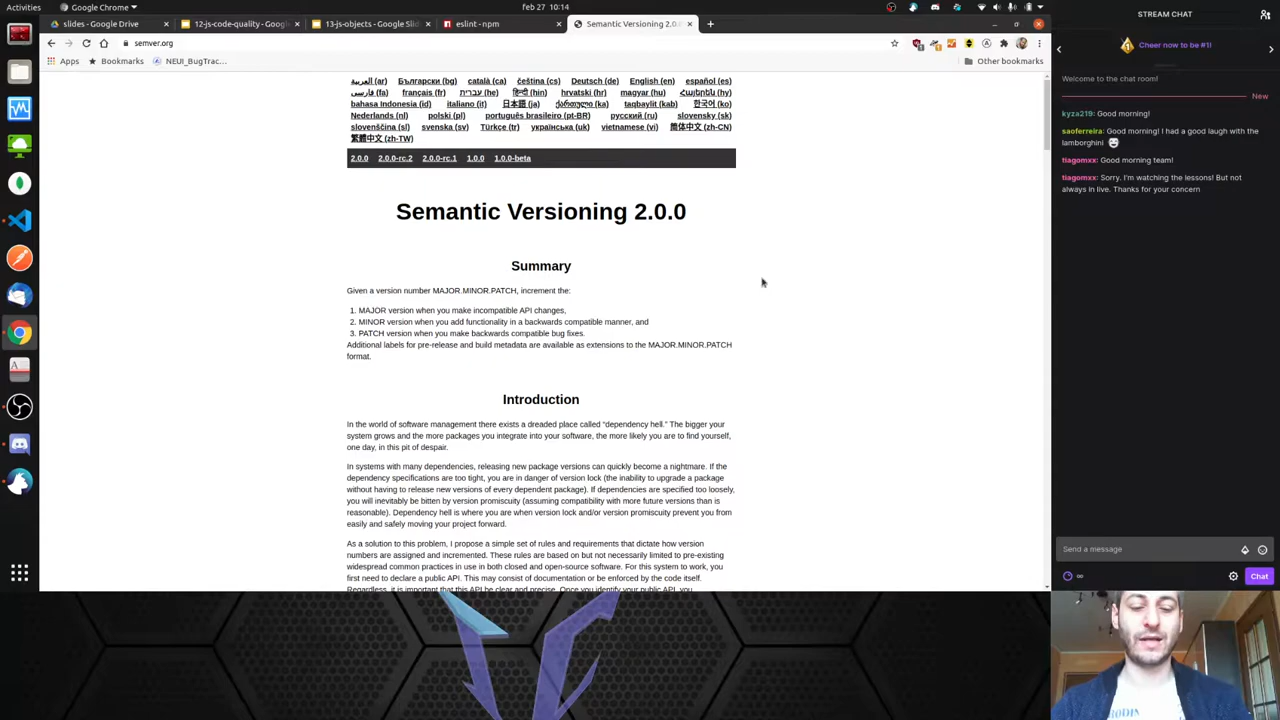 Google Chrome
May 20 10:14
slides - Google Drive
12-js-code-quality - Google
13-js-objects - Google Slid
eslint - npm
Semantic Versioning 2.0.
semver.org
Apps
Bookmarks
NEUI_BugTrac...
Other bookmarks
العربية (ar) Български (bg) català (ca) čeština (cs) Deutsch (de) English (en) español (es)
فارسی (fa) français (fr) עברית (he) हिन्दी (hin) hrvatski (hr) magyar (hu) Հայերեն (hy)
bahasa Indonesia (id) italiano (it) 日本語 (ja) ქართული (ka) taqbaylit (kab) 한국어 (ko)
Nederlands (nl) polski (pl) português brasileiro (pt-BR) русский (ru) slovensky (sk)
slovenščina (sl) svenska (sv) Türkçe (tr) українська (uk) vietnamese (vi) 简体中文 (zh-CN)
繁體中文 (zh-TW)
2.0.0 2.0.0-rc.2 2.0.0-rc.1 1.0.0 1.0.0-beta
Semantic Versioning 2.0.0
Summary
Given a version number MAJOR.MINOR.PATCH, increment the:
1. MAJOR version when you make incompatible API changes,
2. MINOR version when you add functionality in a backwards compatible manner, and
3. PATCH version when you make backwards compatible bug fixes.
Additional labels for pre-release and build metadata are available as extensions to the MAJOR.MINOR.PATCH
format.
Introduction
In the world of software management there exists a dreaded place called “dependency hell.” The bigger your
system grows and the more packages you integrate into your software, the more likely you are to find yourself,
one day, in this pit of despair.
In systems with many dependencies, releasing new package versions can quickly become a nightmare. If the
dependency specifications are too tight, you are in danger of version lock (the inability to upgrade a package
without having to release new versions of every dependent package). If dependencies are specified too loosely,
you will inevitably be bitten by version promiscuity (assuming compatibility with more future versions than is
reasonable). Dependency hell is where you are when version lock and/or version promiscuity prevent you from
easily and safely moving your project forward.
As a solution to this problem, I propose a simple set of rules and requirements that dictate how version
numbers are assigned and incremented. These rules are based on but not necessarily limited to pre-existing
widespread common practices in use in both closed and open-source software. For this system to work, you
first need to declare a public API. This may consist of documentation or be enforced by the code itself.
Regardless, it is important that this API be clear and precise. Once you identify your public API, you
STREAM CHAT
Cheer now to be #1!
Welcome to the chat room!
New
kyza219: Good morning!
saoferreira: Good morning! I had a good laugh with the
lamborghini
tiagomxx: Good morning team!
tiagomxx: Sorry. I'm watching the lessons! But not
always in live. Thanks for your concern
Send a message
Chat